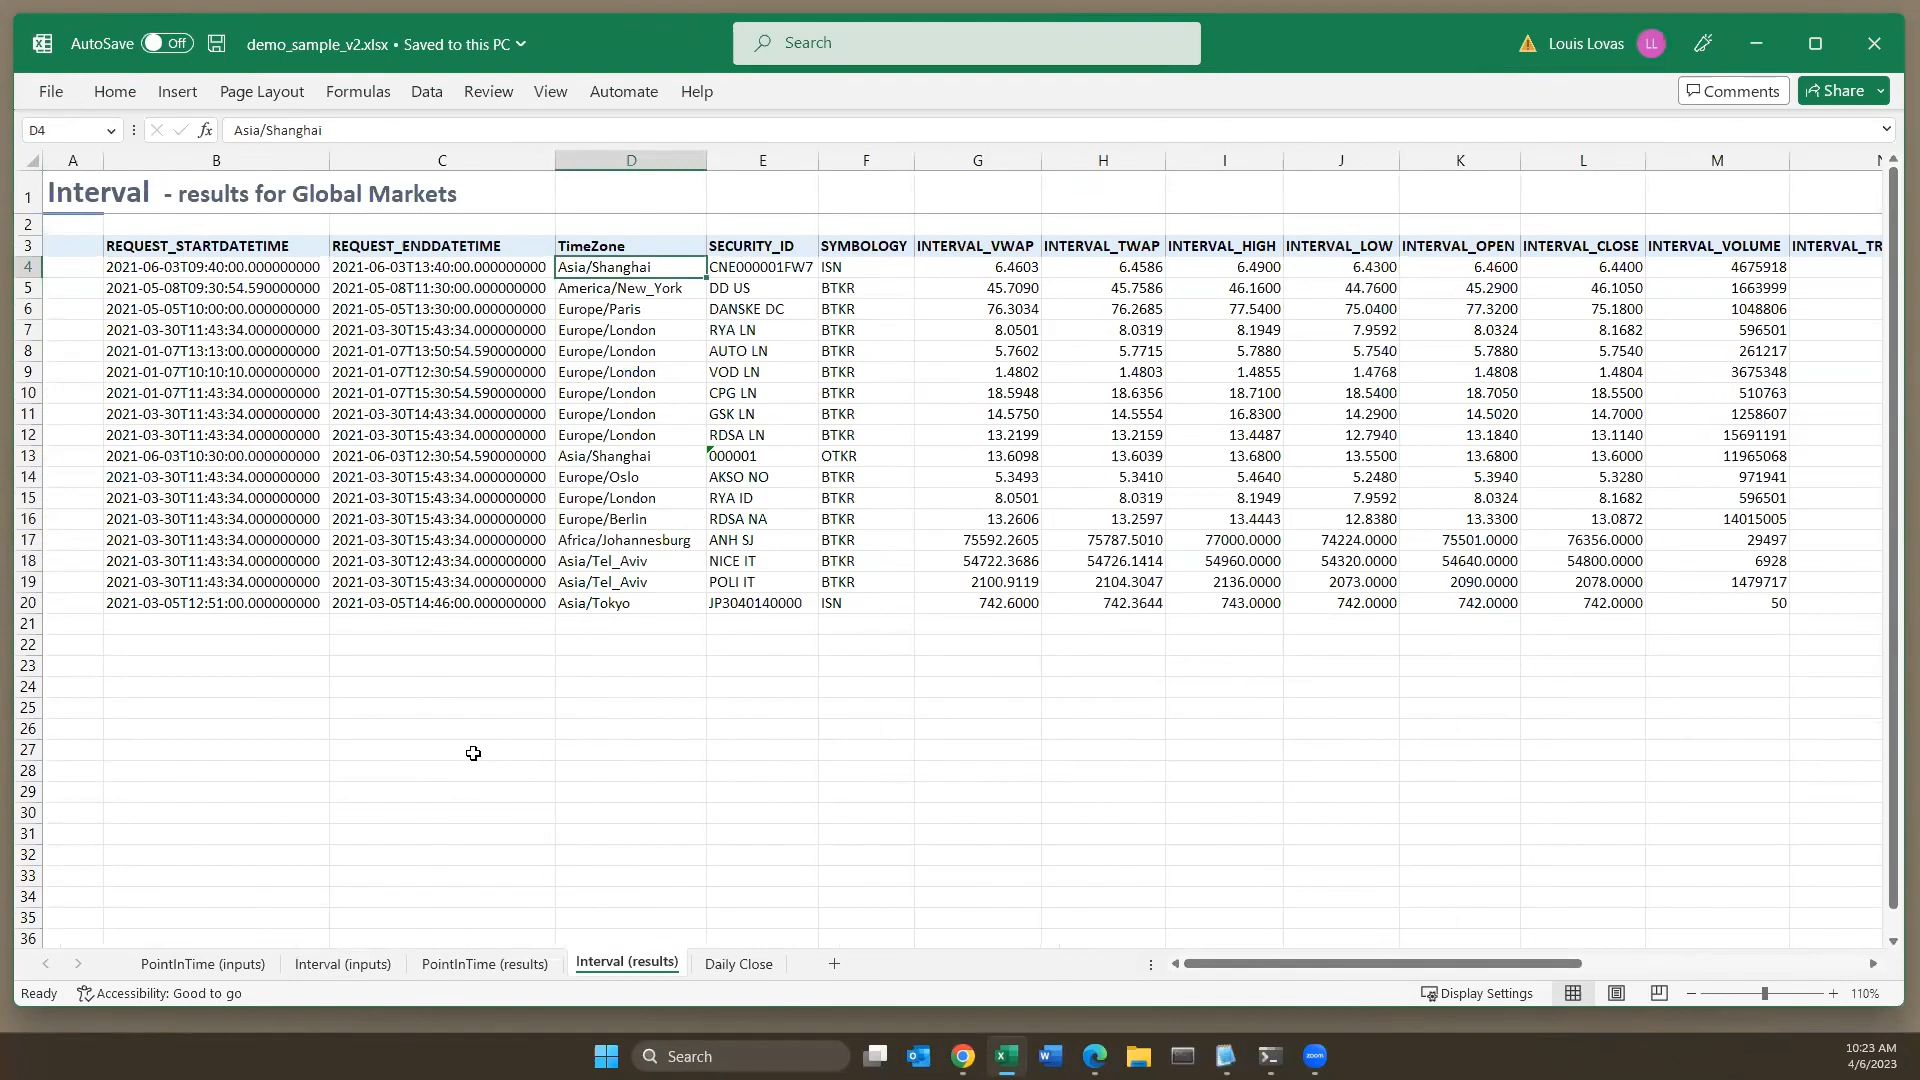 AutoSave Off demo_sample_v2.xlsx • Saved to this PC Search Louis Lovas LL
File Home Insert Page Layout Formulas Data Review View Automate Help Comments Share
D4 fx Asia/Shanghai
A B C D E F G H I J K L M N
1 Interval - results for Global Markets
2
3 REQUEST_STARTDATETIME REQUEST_ENDDATETIME TimeZone SECURITY_ID SYMBOLOGY INTERVAL_VWAP INTERVAL_TWAP INTERVAL_HIGH INTERVAL_LOW INTERVAL_OPEN INTERVAL_CLOSE INTERVAL_VOLUME INTERVAL_TR
4 2021-06-03T09:40:00.000000000 2021-06-03T13:40:00.000000000 Asia/Shanghai CNE000001FW7 ISN 6.4603 6.4586 6.4900 6.4300 6.4600 6.4400 4675918
5 2021-05-08T09:30:54.590000000 2021-05-08T11:30:00.000000000 America/New_York DD US BTKR 45.7090 45.7586 46.1600 44.7600 45.2900 46.1050 1663999
6 2021-05-05T10:00:00.000000000 2021-05-05T13:30:00.000000000 Europe/Paris DANSKE DC BTKR 76.3034 76.2685 77.5400 75.0400 77.3200 75.1800 1048806
7 2021-03-30T11:43:34.000000000 2021-03-30T15:43:34.000000000 Europe/London RYA LN BTKR 8.0501 8.0319 8.1949 7.9592 8.0324 8.1682 596501
8 2021-01-07T13:13:00.000000000 2021-01-07T13:50:54.590000000 Europe/London AUTO LN BTKR 5.7602 5.7715 5.7880 5.7540 5.7880 5.7540 261217
9 2021-01-07T10:10:10.000000000 2021-01-07T12:30:54.590000000 Europe/London VOD LN BTKR 1.4802 1.4803 1.4855 1.4768 1.4808 1.4804 3675348
10 2021-01-07T11:43:34.000000000 2021-01-07T15:30:54.590000000 Europe/London CPG LN BTKR 18.5948 18.6356 18.7100 18.5400 18.7050 18.5500 510763
11 2021-03-30T11:43:34.000000000 2021-03-30T14:43:34.000000000 Europe/London GSK LN BTKR 14.5750 14.5554 16.8300 14.2900 14.5020 14.7000 1258607
12 2021-03-30T11:43:34.000000000 2021-03-30T15:43:34.000000000 Europe/London RDSA LN BTKR 13.2199 13.2159 13.4487 12.7940 13.1840 13.1140 15691191
13 2021-06-03T10:30:00.000000000 2021-06-03T12:30:54.590000000 Asia/Shanghai 000001 OTKR 13.6098 13.6039 13.6800 13.5500 13.6800 13.6000 11965068
14 2021-03-30T11:43:34.000000000 2021-03-30T15:43:34.000000000 Europe/Oslo AKSO NO BTKR 5.3493 5.3410 5.4640 5.2480 5.3940 5.3280 971941
15 2021-03-30T11:43:34.000000000 2021-03-30T15:43:34.000000000 Europe/London RYA ID BTKR 8.0501 8.0319 8.1949 7.9592 8.0324 8.1682 596501
16 2021-03-30T11:43:34.000000000 2021-03-30T15:43:34.000000000 Europe/Berlin RDSA NA BTKR 13.2606 13.2597 13.4443 12.8380 13.3300 13.0872 14015005
17 2021-03-30T11:43:34.000000000 2021-03-30T15:43:34.000000000 Africa/Johannesburg ANH SJ BTKR 75592.2605 75787.5010 77000.0000 74224.0000 75501.0000 76356.0000 29497
18 2021-03-30T11:43:34.000000000 2021-03-30T12:43:34.000000000 Asia/Tel_Aviv NICE IT BTKR 54722.3686 54726.1414 54960.0000 54320.0000 54640.0000 54800.0000 6928
19 2021-03-30T11:43:34.000000000 2021-03-30T15:43:34.000000000 Asia/Tel_Aviv POLI IT BTKR 2100.9119 2104.3047 2136.0000 2073.0000 2090.0000 2078.0000 1479717
20 2021-03-05T12:51:00.000000000 2021-03-05T14:46:00.000000000 Asia/Tokyo JP3040140000 ISN 742.6000 742.3644 743.0000 742.0000 742.0000 742.0000 50
21
22
23
24
25
26
27
28
29
30
31
32
33
34
35
36
PointInTime (inputs) Interval (inputs) PointInTime (results) Interval (results) Daily Close
Ready Accessibility: Good to go Display Settings 110%
Search zoom 10:23 AM
4/6/2023